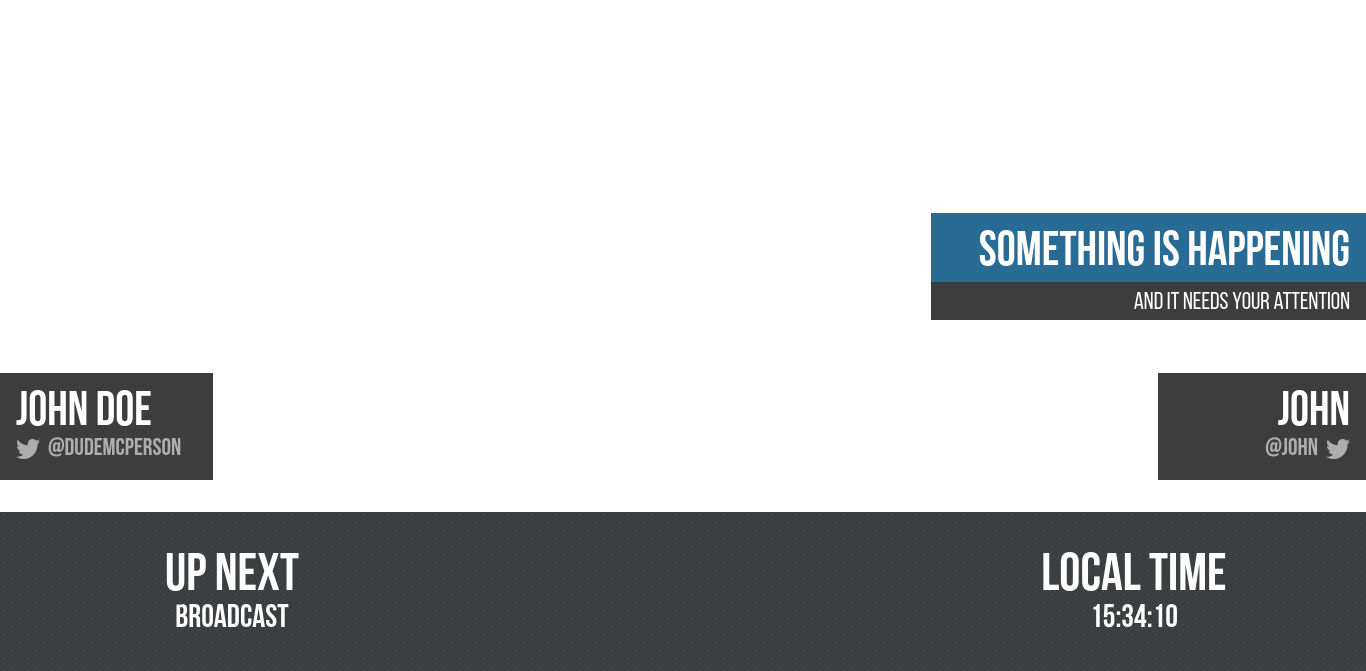 SOMETHING IS HAPPENING
AND IT NEEDS YOUR ATTENTION
JOHN DOE
@DUDEMCPERSON
JOHN
@JOHN
UP NEXT
BROADCAST
LOCAL TIME
15:34:10